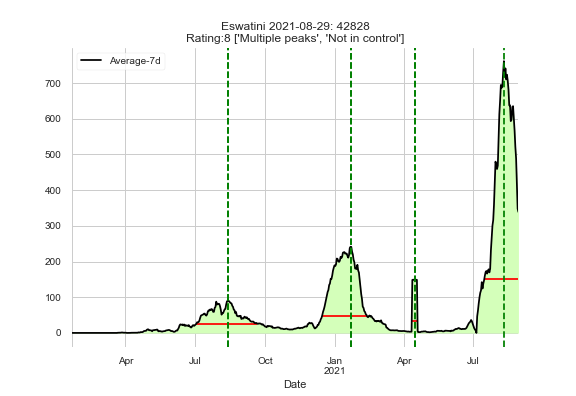 Eswatini 2021-08-29: 42828
Rating:8 ['Multiple peaks', 'Not in control']
Average-7d
700
600
500
400
300
200
100
0
Apr
Jul
Oct
Jan
2021
Apr
Jul
Date